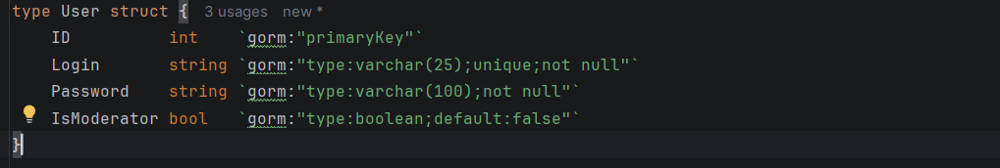 type User struct { 3 usages new *
    ID          int    `gorm:"primaryKey"`
    Login       string `gorm:"type:varchar(25);unique;not null"`
    Password    string `gorm:"type:varchar(100);not null"`
    IsModerator bool   `gorm:"type:boolean;default:false"`
}